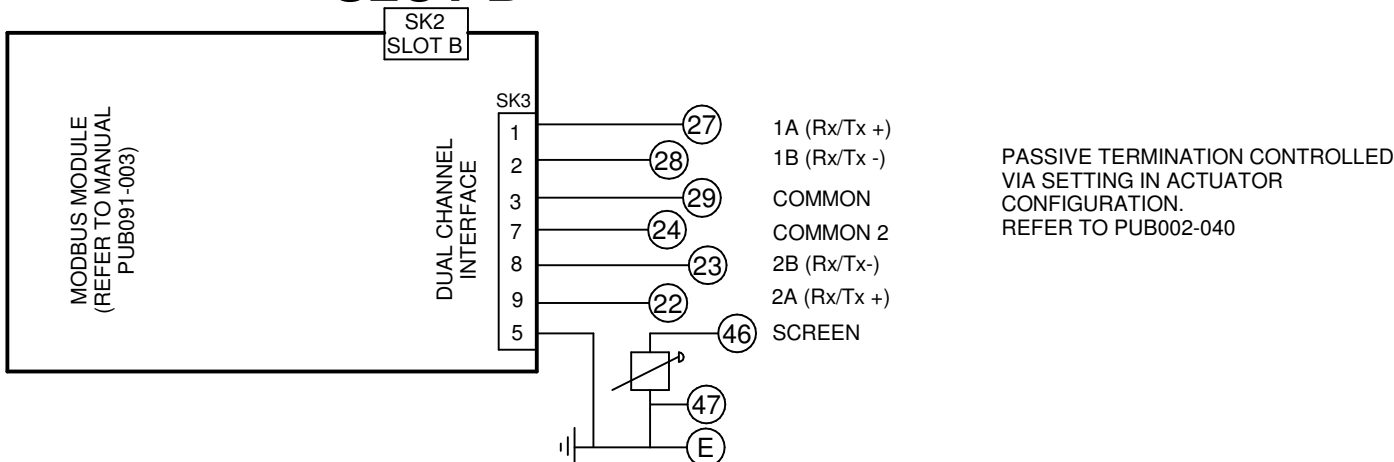 SK2
SLOT B
MODBUS MODULE
(REFER TO MANUAL
PUB091-003)
DUAL CHANNEL
INTERFACE
SK3
1
27
1A (Rx/Tx +)
2
28
1B (Rx/Tx -)
3
29
COMMON
7
24
COMMON 2
8
23
2B (Rx/Tx-)
9
22
2A (Rx/Tx +)
5
46
SCREEN
47
E
PASSIVE TERMINATION CONTROLLED
VIA SETTING IN ACTUATOR
CONFIGURATION.
REFER TO PUB002-040